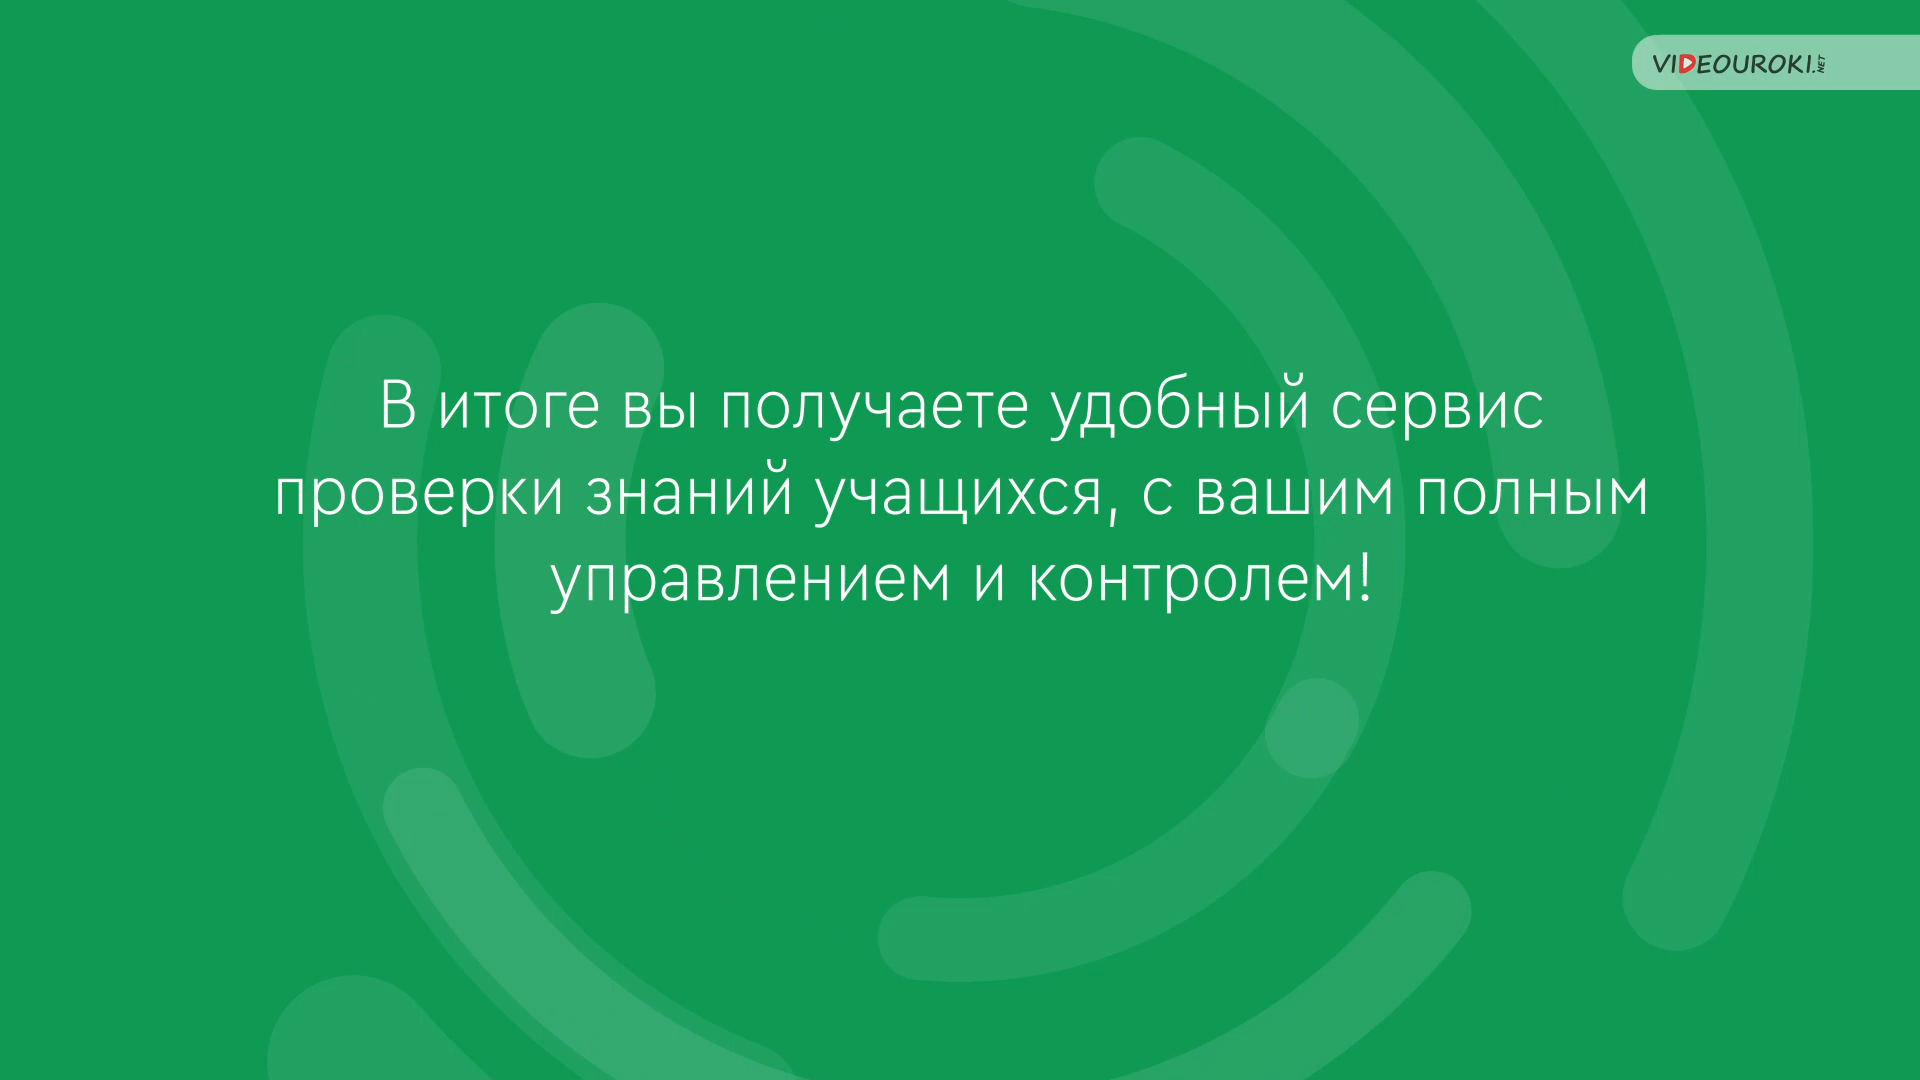 VIDEOUROKI.NET
В итоге вы получаете удобный сервис
проверки знаний учащихся, с вашим полным
управлением и контролем!